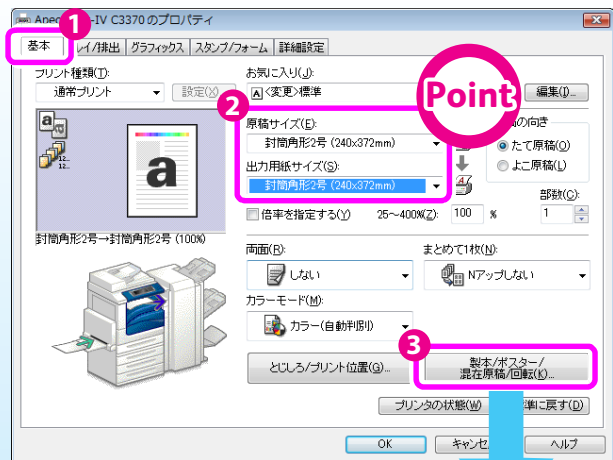 Apeo -IV C3370のプロパティ
1
基本 レイ/排出 グラフィックス スタンプ/フォーム 詳細設定
プリント種類(T):
通常プリント 設定(X)
お気に入り(J):
A <変更>標準
Point
編集(I)...
2
原稿サイズ(E):
封筒角形2号 (240x372mm)
の向き
たて原稿(O)
よこ原稿(L)
出力用紙サイズ(S):
封筒角形2号 (240x372mm)
a
封筒角形2号→封筒角形2号 (100%)
倍率を指定する(Y) 25～400%(Z): 100 %
部数(C):
1
両面(R):
しない
まとめて1枚(N):
Nアップしない
カラーモード(M):
カラー(自動判別)
3
とじしろ/プリント位置(G)...
製本/ポスター/
混在原稿/回転(K)...
プリンタの状態(W)
準に戻す(D)
OK キャンセ ヘルプ